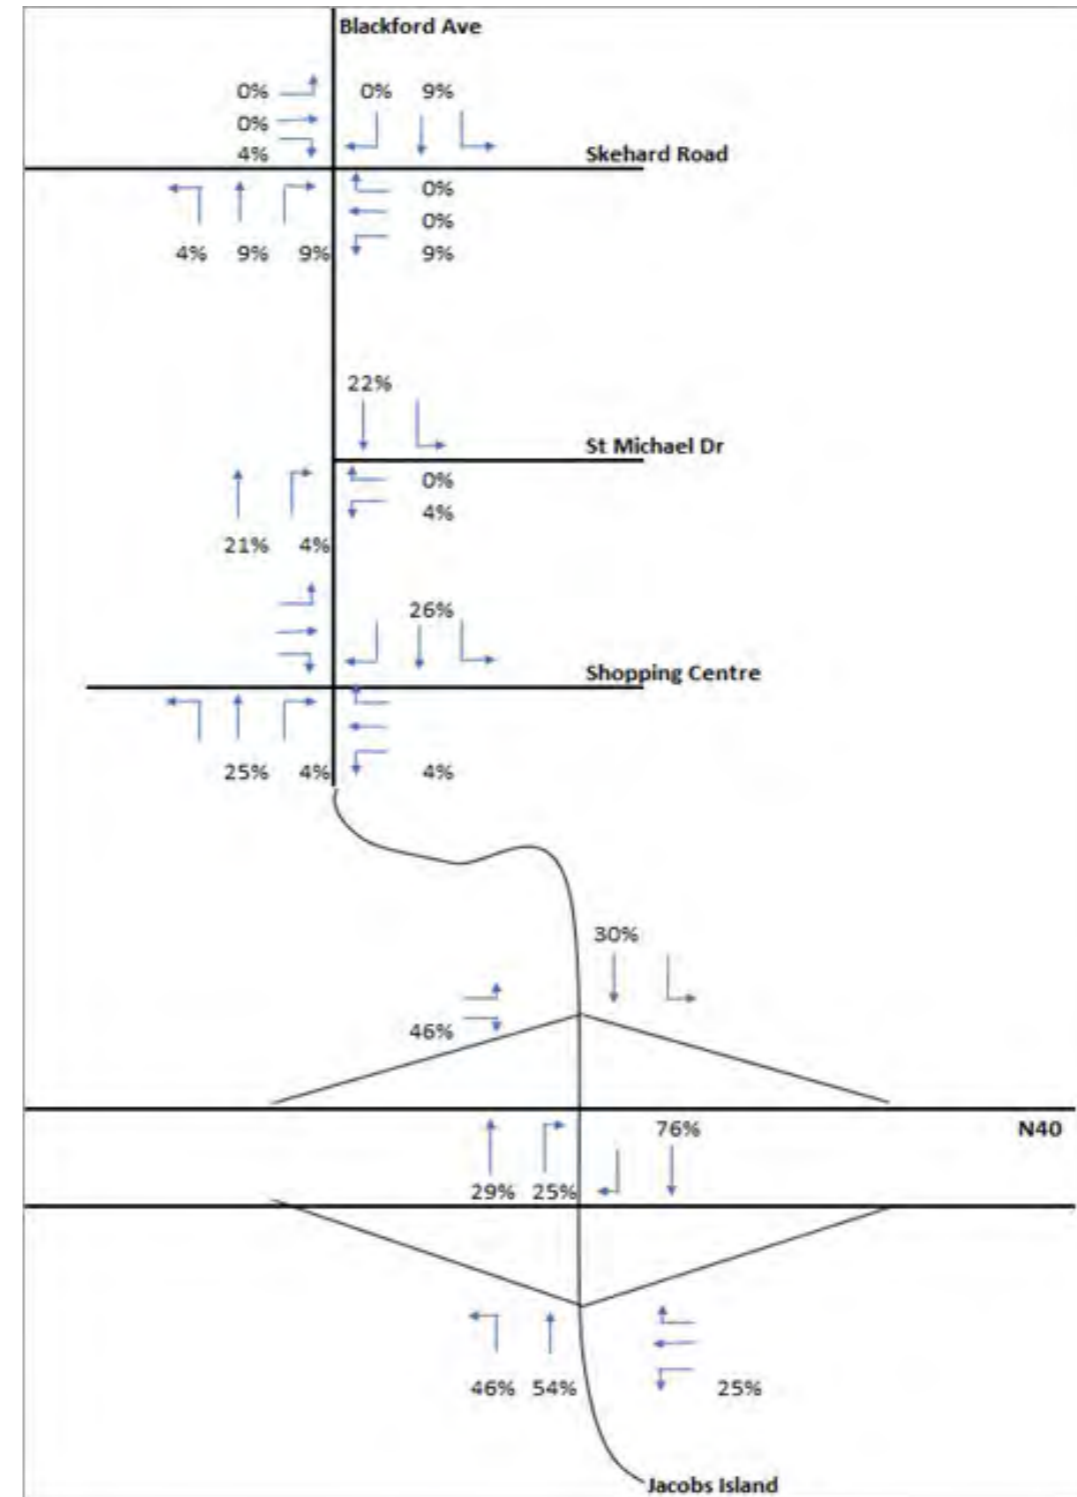 Blackford Ave
0% 0% 9%
0%
4% Skehard Road
0%
0%
4% 9% 9% 9%
22%
St Michael Dr
0%
4%
21% 4%
26%
Shopping Centre
25% 4% 4%
30%
46%
76% N40
29% 25%
46% 54% 25%
Jacobs Island